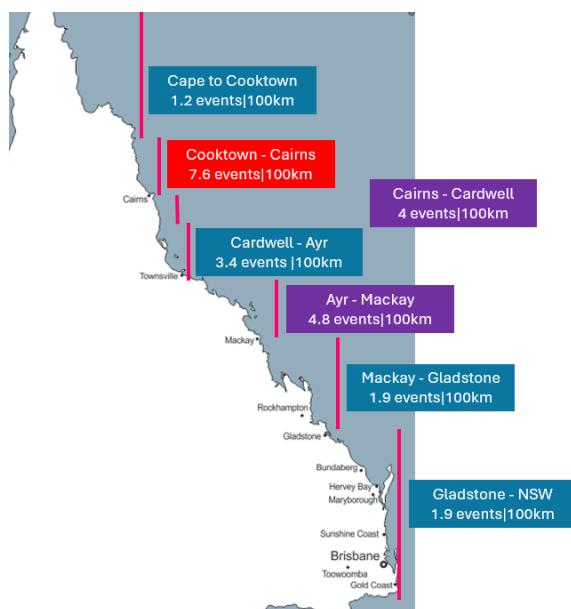 Cape to Cooktown
1.2 events|100km
Cooktown - Cairns
7.6 events|100km
Cairns - Cardwell
4 events|100km
Cairns
Cardwell - Ayr
3.4 events |100km
Townsville
Ayr - Mackay
4.8 events|100km
Mackay
Mackay - Gladstone
1.9 events|100km
Rockhampton
Gladstone
Bundaberg
Hervey Bay
Maryborough
Gladstone - NSW
1.9 events|100km
Sunshine Coast
Brisbane
Toowoomba
Gold Coast